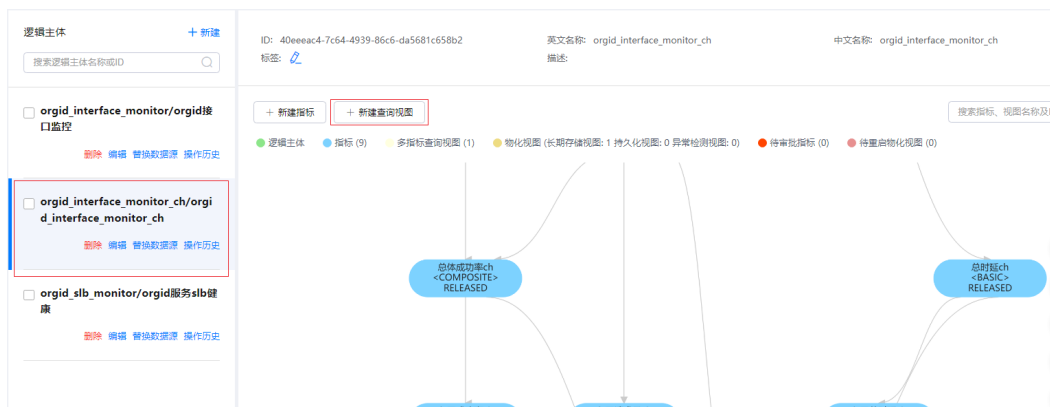 逻辑主体
+ 新建
搜索逻辑主体名称或ID
orgid_interface_monitor/orgid接
口监控
删除 编辑 替换数据源 操作历史
orgid_interface_monitor_ch/orgi
d_interface_monitor_ch
删除 编辑 替换数据源 操作历史
orgid_slb_monitor/orgid服务slb健
康
删除 编辑 替换数据源 操作历史
ID: 40eeeac4-7c64-4939-86c6-da5681c658b2
英文名称: orgid_interface_monitor_ch
中文名称: orgid_interface_monitor_ch
标签:
描述:
+ 新建指标
+ 新建查询视图
搜索指标、视图名称及
逻辑主体 指标 (9) 多指标查询视图 (1) 物化视图 (长期存储视图: 1 持久化视图: 0 异常检测视图: 0) 待审批指标 (0) 待重启物化视图 (0)
总体成功率ch
<COMPOSITE>
RELEASED
总时延ch
<BASIC>
RELEASED